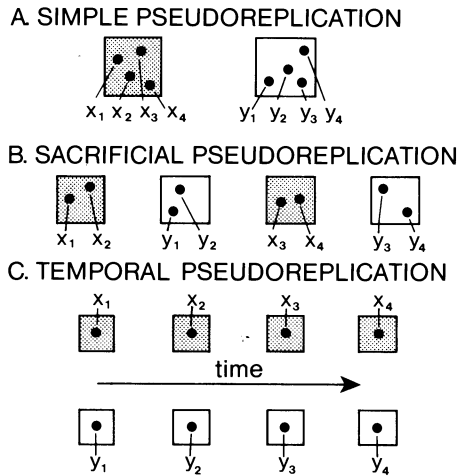 A. SIMPLE PSEUDOREPLICATION
x₁ x₂ x₃ x₄ y₁ y₂ y₃ y₄
B. SACRIFICIAL PSEUDOREPLICATION
x₁ x₂ y₁ y₂ x₃ x₄ y₃ y₄
C. TEMPORAL PSEUDOREPLICATION
x₁ x₂ x₃ x₄
time
y₁ y₂ y₃ y₄